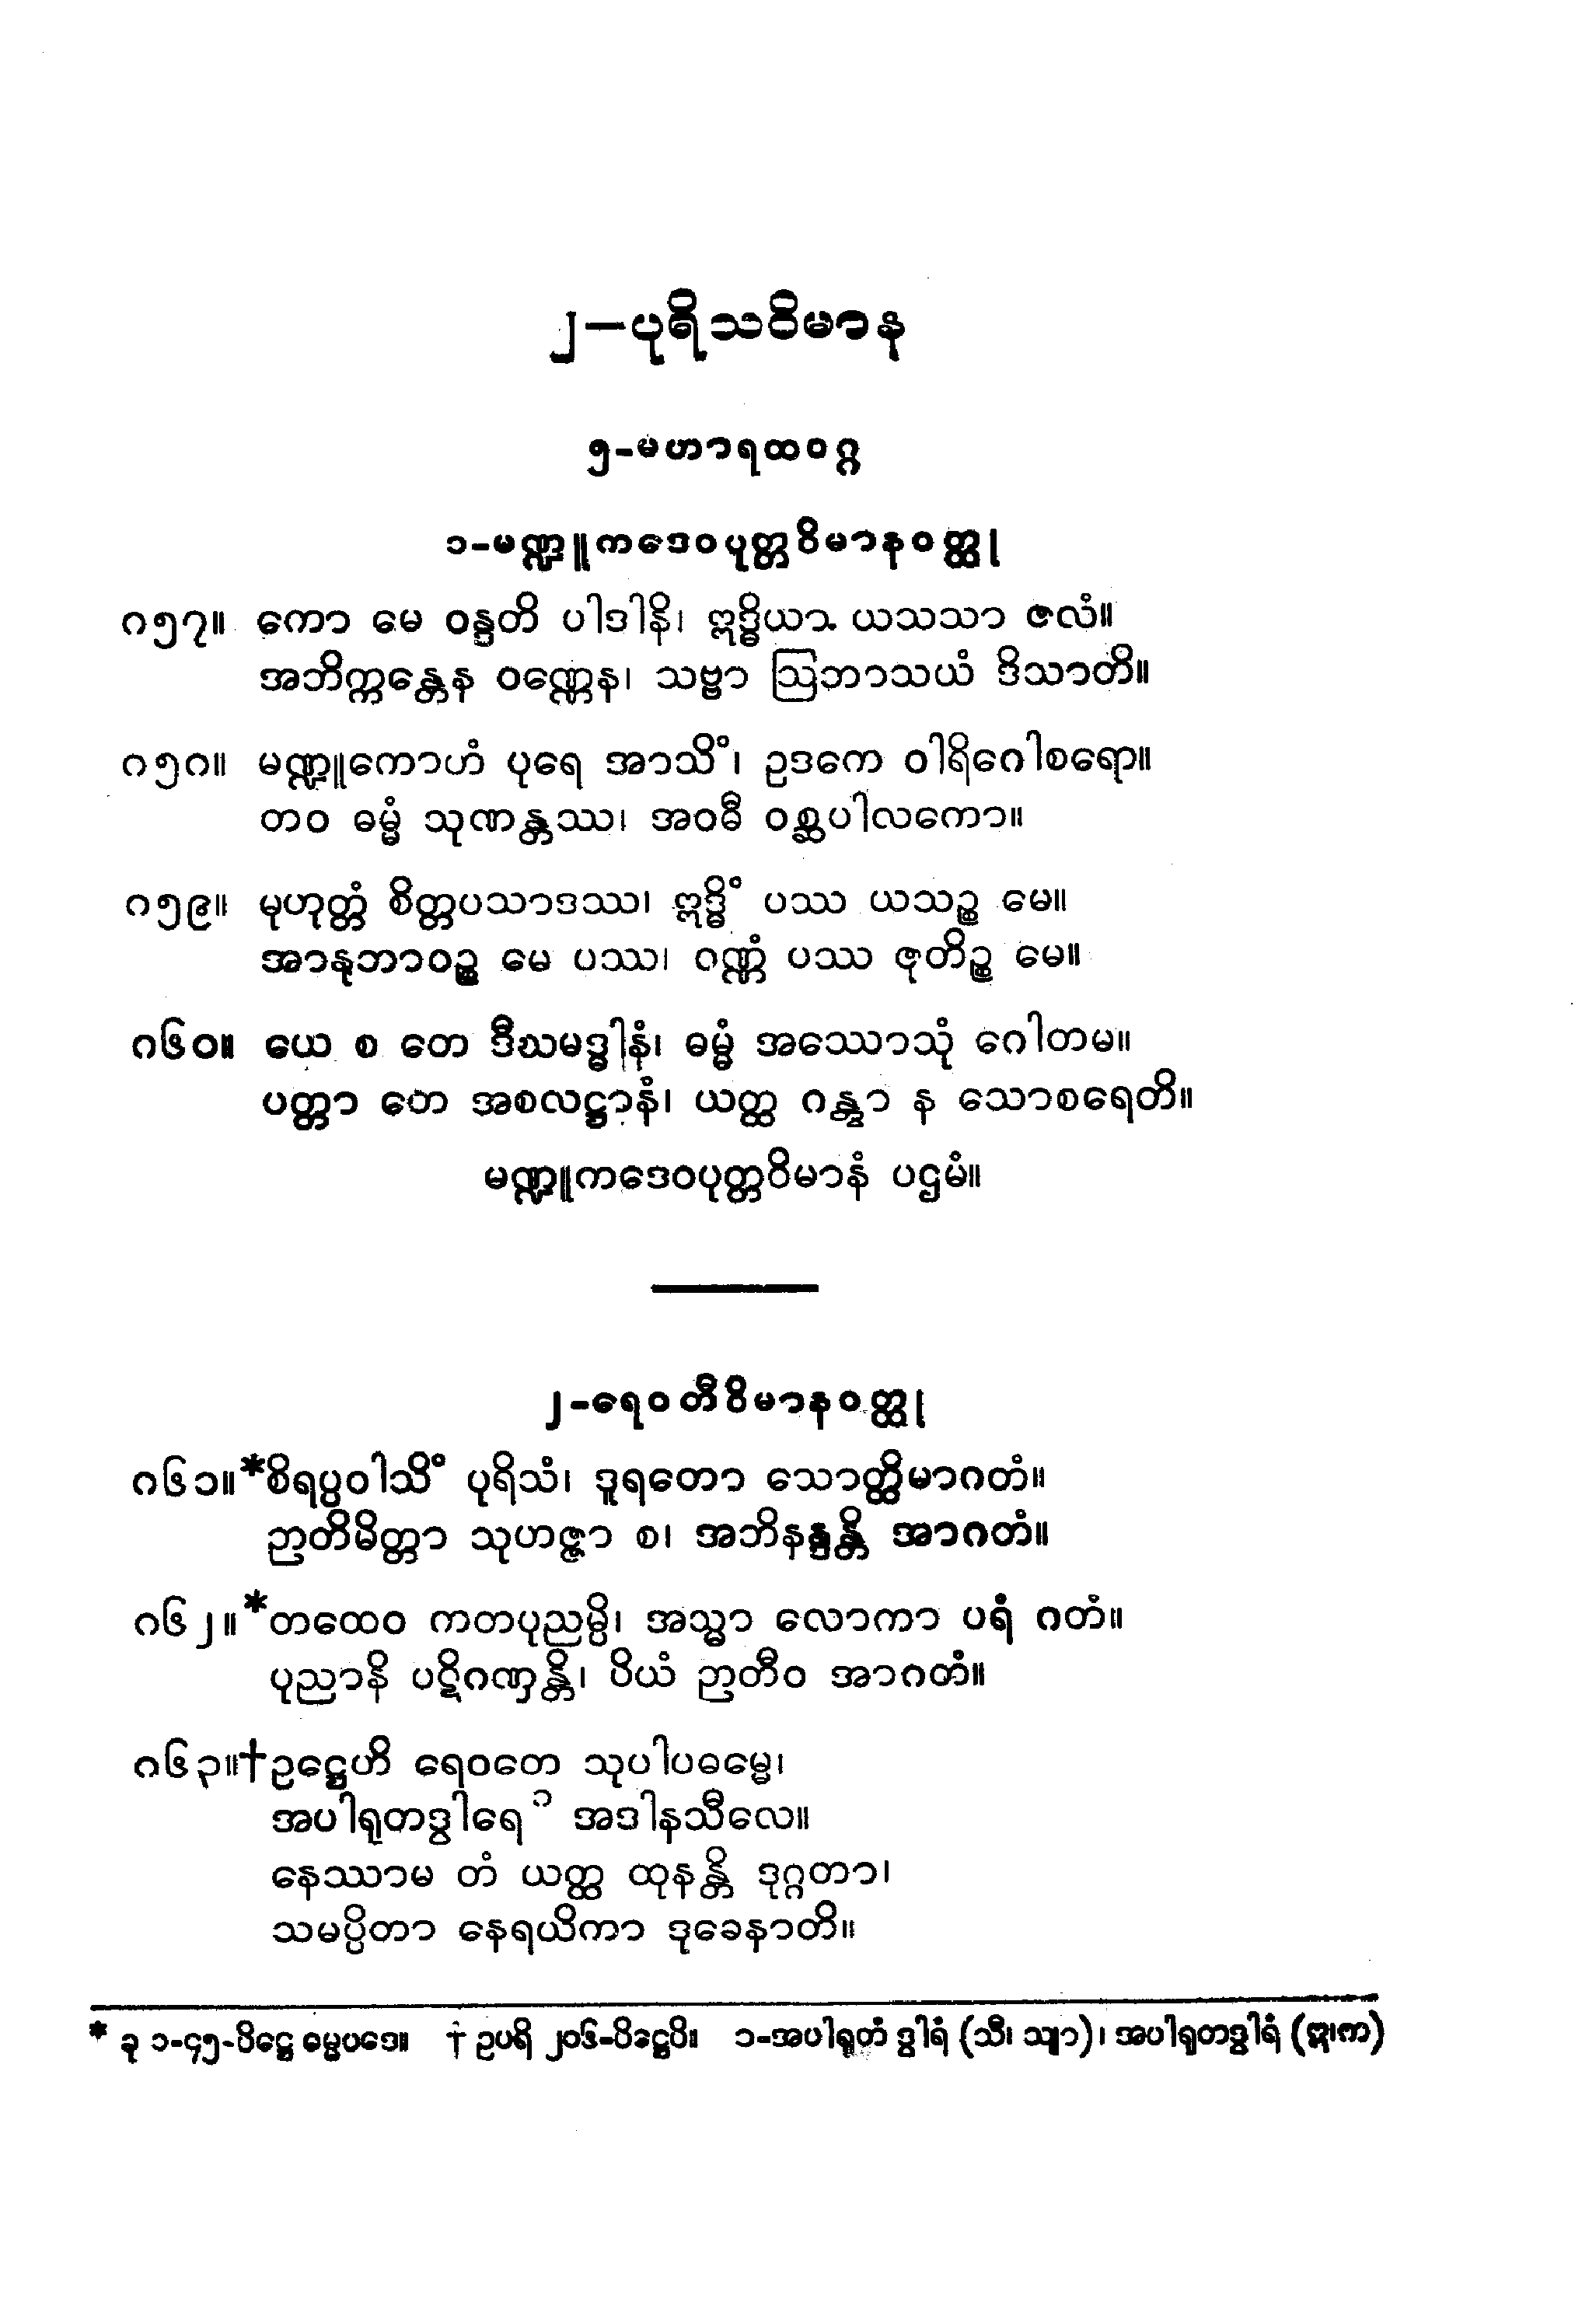 ၂–ပုရိသဝိမာန
၅-မဟာရထဝဂ္ဂ
၁-မဏ္ဍူကဒေဝပုတ္တဝိမာနဝတ္ထု
၈၅၇။ ကော မေ ဝန္ဒတိ ပါဒါနိ၊ ဣဒ္ဓိယာ ယသသာ ဇလံ။
အဘိက္ကန္တေန ဝဏ္ဏေန၊ သဗ္ဗာ ဩဘာသယံ ဒိသာတိ။
၈၅၈။ မဏ္ဍူကောဟံ ပုရေ အာသိံ၊ ဥဒကေ ဝါရိဂေါစရော။
တဝ ဓမ္မံ သုဏန္တဿ၊ အဝဓီ ဝစ္ဆပါလကော။
၈၅၉။ မုဟုတ္တံ စိတ္တပသာဒဿ၊ ဣဒ္ဓိံ ပဿ ယသဉ္စ မေ။
အာနုဘာဝဉ္စ မေ ပဿ၊ ဝဏ္ဏံ ပဿ ဇုတိဉ္စ မေ။
၈၆၀။ ယေ စ တေ ဒီဃမဒ္ဓါနံ၊ ဓမ္မံ အဿောသုံ ဂေါတမ။
ပတ္တာ တေ အစလဋ္ဌာနံ၊ ယတ္ထ ဂန္တွာ န သောစရေတိ။
မဏ္ဍူကဒေဝပုတ္တဝိမာနံ ပဌမံ။
၂-ရေဝတီဝိမာနဝတ္ထု
၈၆၁။ *စိရပ္ပဝါသိံ ပုရိသံ၊ ဒူရတော သောတ္ထိမာဂတံ။
ဉာတိမိတ္တာ သုဟဇ္ဇာ စ၊ အဘိနန္ဒန္တိ အာဂတံ။
၈၆၂။ *တထေဝ ကတပုညမ္ပိ၊ အသ္မာ လောကာ ပရံ ဂတံ။
ပုညာနိ ပဋိဂဏှန္တိ၊ ပိယံ ဉာတီဝ အာဂတံ။
၈၆၃။ †ဥဋ္ဌေဟိ ရေဝတေ သုပါပဓမ္မေ၊
အပါရုတဒွါရေ ၁ အဒါနသီလေ။
နေဿာမ တံ ယတ္ထ ထုနန္တိ ဒုဂ္ဂတာ၊
သမပ္ပိတာ နေရယိကာ ဒုခေနာတိ။
* ခု ၁-၄၅-ပိဋ္ဌေ ဓမ္မပဒေ။ † ဥပရိ ၂၀၆-ပိဋ္ဌေပိ။ ၁-အပါရုတံ ဒွါရံ (သီ၊ သျာ)၊ အပါရုတဒွါရံ (ဣ၊က)